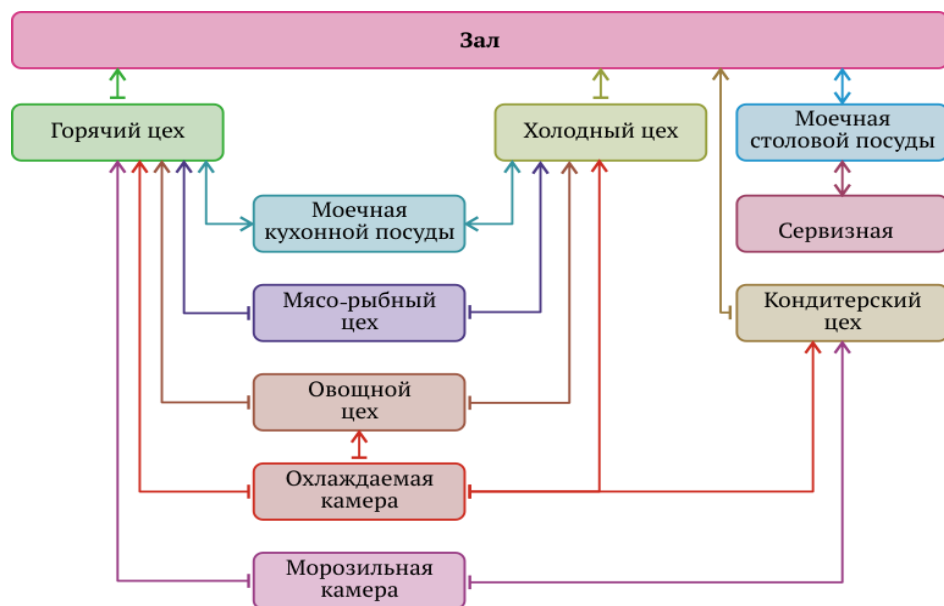 Зал
Горячий цех
Холодный цех
Моечная
столовой посуды
Моечная
кухонной посуды
Сервизная
Мясо-рыбный
цех
Кондитерский
цех
Овощной
цех
Охлаждаемая
камера
Морозильная
камера